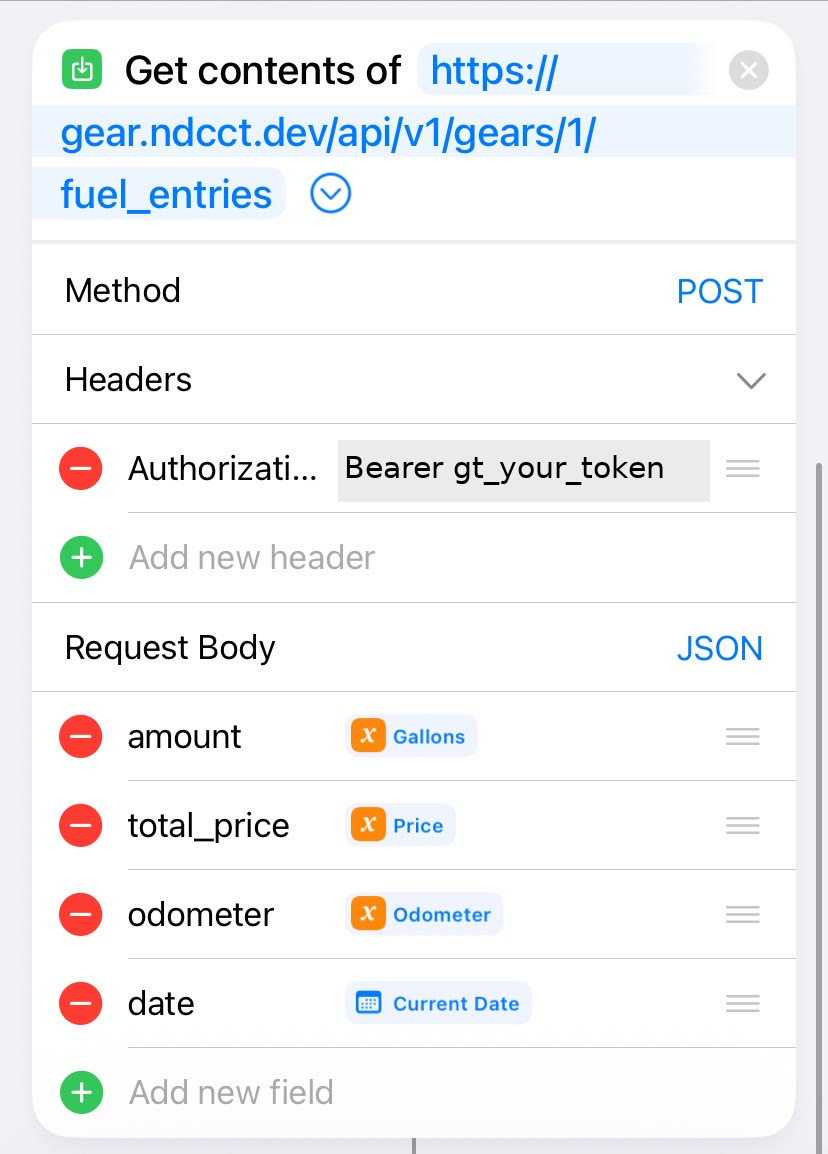 Get contents of https://
gear.ndcct.dev/api/v1/gears/1/
fuel_entries
Method POST
Headers
Authorizati... Bearer gt_your_token
Add new header
Request Body JSON
amount x Gallons
total_price x Price
odometer x Odometer
date Current Date
Add new field